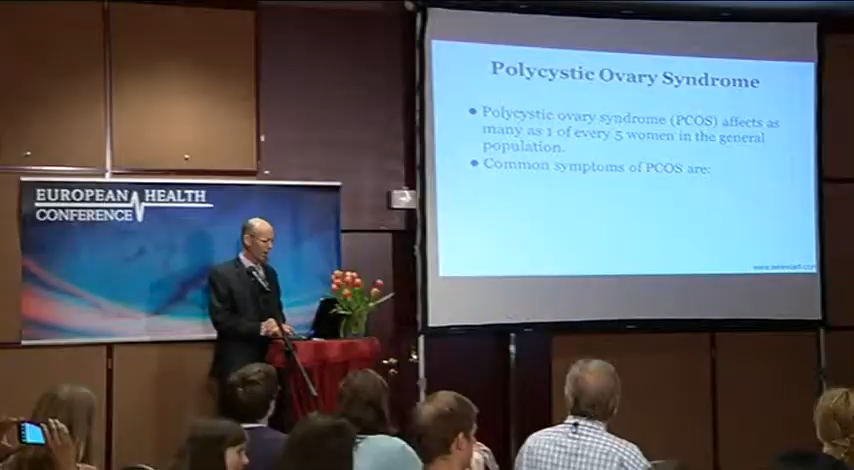 EUROPEAN HEALTH
CONFERENCE
Polycystic Ovary Syndrome
• Polycystic ovary syndrome (PCOS) affects as
many as 1 of every 5 women in the general
population.
• Common symptoms of PCOS are: